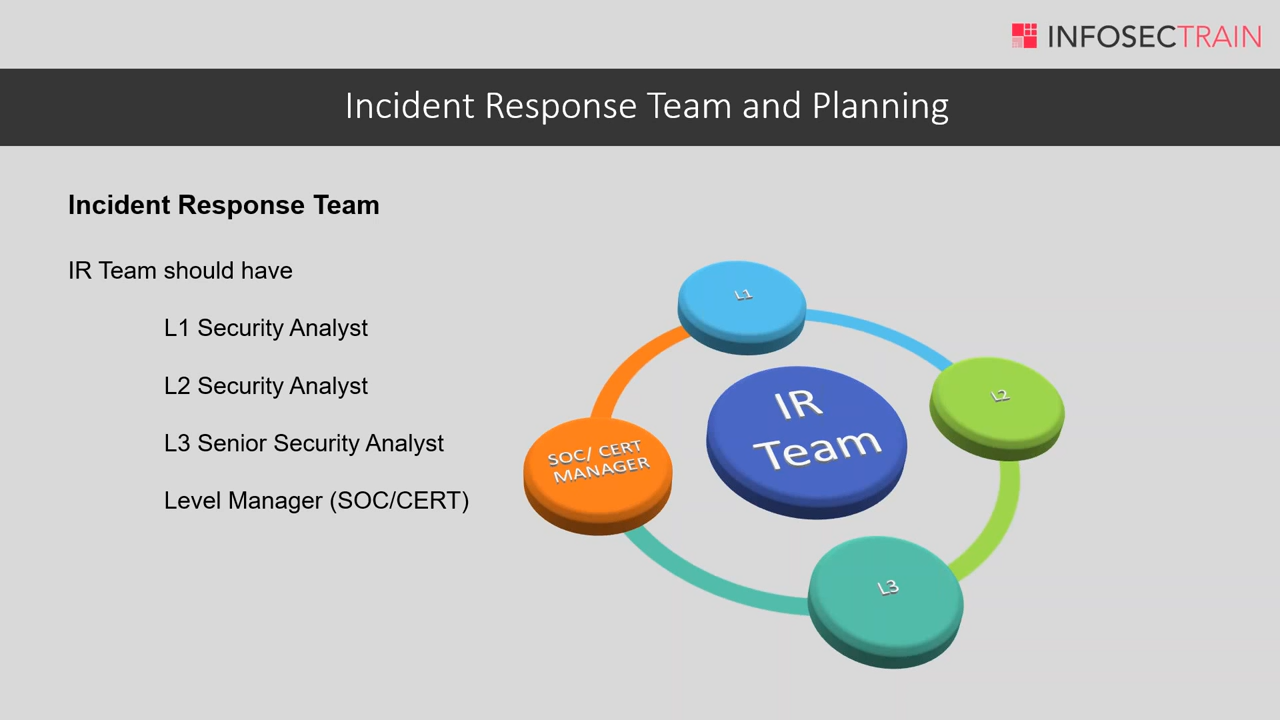 INFOSECTRAIN
Incident Response Team and Planning
Incident Response Team
IR Team should have
L1 Security Analyst
L2 Security Analyst
L3 Senior Security Analyst
Level Manager (SOC/CERT)
L1
L2
IR
Team
SOC/ CERT
MANAGER
L3